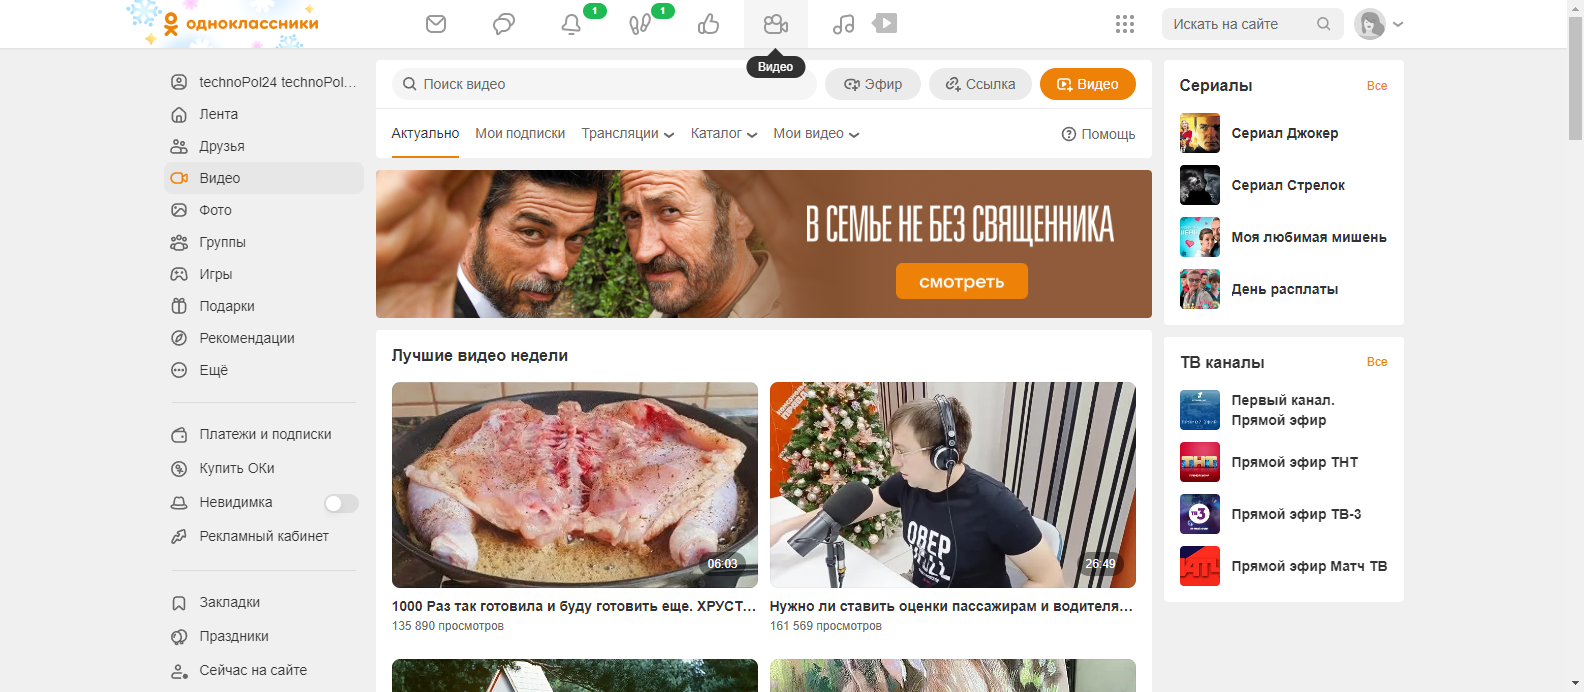 одноклассники
1
1
Искать на сайте
Видео
technoPol24 technoPol...
Лента
Друзья
Видео
Фото
Группы
Игры
Подарки
Рекомендации
Ещё
Платежи и подписки
Купить ОКи
Невидимка
Рекламный кабинет
Закладки
Праздники
Сейчас на сайте
Поиск видео
Эфир
Ссылка
Видео
Актуально
Мои подписки
Трансляции
Каталог
Мои видео
Помощь
В СЕМЬЕ НЕ БЕЗ СВЯЩЕННИКА
смотреть
Лучшие видео недели
06:03
1000 Раз так готовила и буду готовить еще. ХРУСТ...
135 890 просмотров
26:49
Нужно ли ставить оценки пассажирам и водителя...
161 569 просмотров
Сериалы
Все
Сериал Джокер
Сериал Стрелок
Моя любимая мишень
День расплаты
ТВ каналы
Все
Первый канал.
Прямой эфир
ТНТ
Прямой эфир ТНТ
ТВ 3
Прямой эфир ТВ-3
Прямой эфир Матч ТВ